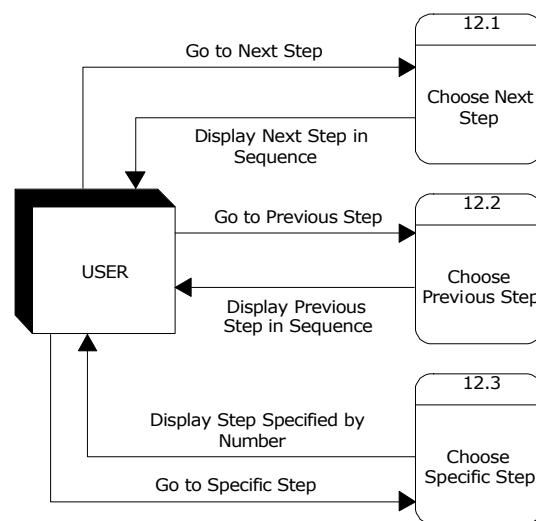 12.1
Go to Next Step
Choose Next
Step
Display Next Step in
Sequence
12.2
Go to Previous Step
USER
Choose
Previous Step
Display Previous
Step in Sequence
12.3
Display Step Specified by
Number
Choose
Specific Step
Go to Specific Step